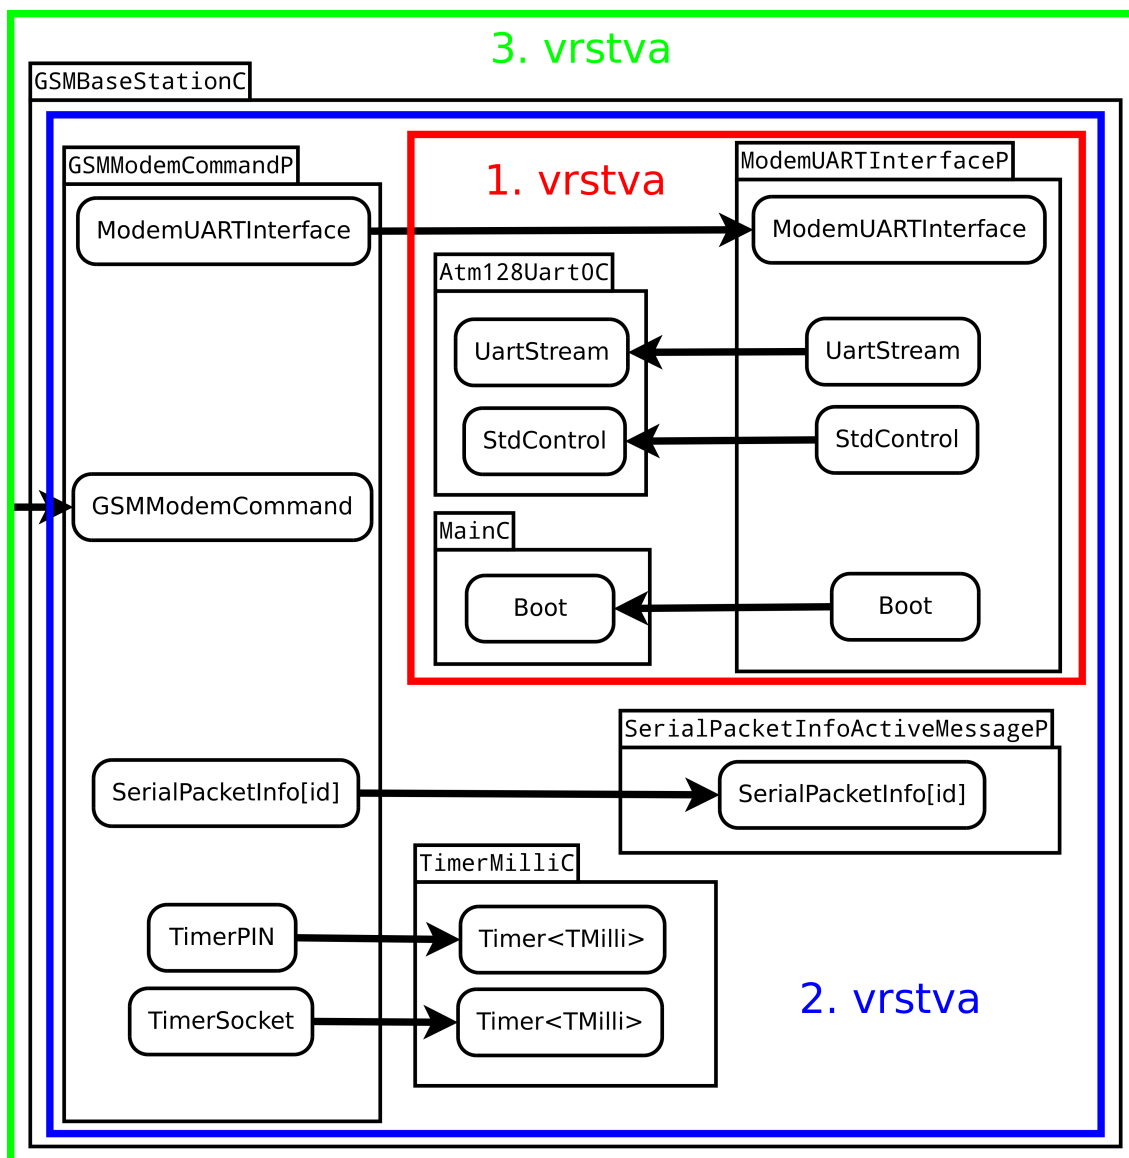 3. vrstva
GSMBaseStationC
GSMModemCommandP
1. vrstva
ModemUARTInterfaceP
ModemUARTInterface
ModemUARTInterface
Atm128Uart0C
UartStream
UartStream
StdControl
StdControl
GSMModemCommand
MainC
Boot
Boot
SerialPacketInfoActiveMessageP
SerialPacketInfo[id]
SerialPacketInfo[id]
TimerMilliC
TimerPIN
Timer<TMilli>
2. vrstva
TimerSocket
Timer<TMilli>